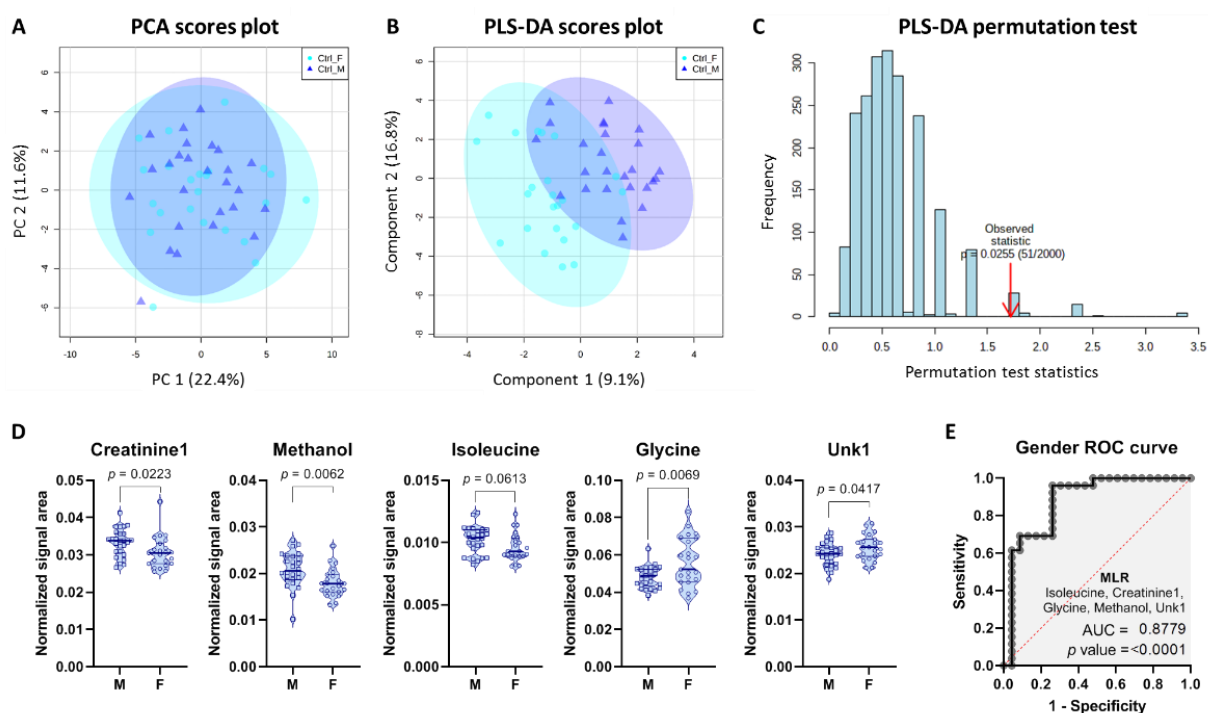 A
PCA scores plot
Ctrl_F
Ctrl_M
6
4
2
0
-2
-4
-6
-10
-5
0
5
10
PC 2 (11.6%)
PC 1 (22.4%)
B
PLS-DA scores plot
Ctrl_F
Ctrl_M
6
4
2
0
-2
-4
-6
-8
-4
-2
0
2
4
Component 2 (16.8%)
Component 1 (9.1%)
C
PLS-DA permutation test
300
250
200
150
100
50
0
0.0
0.5
1.0
1.5
2.0
2.5
3.0
3.5
Frequency
Observed
statistic
p = 0.0255 (51/2000)
Permutation test statistics
D
Creatinine1
p = 0.0223
Normalized signal area
0.05
0.04
0.03
0.02
0.01
0.00
M
F
Methanol
p = 0.0062
Normalized signal area
0.04
0.03
0.02
0.01
0.00
M
F
Isoleucine
p = 0.0613
Normalized signal area
0.015
0.010
0.005
0.000
M
F
Glycine
p = 0.0069
Normalized signal area
0.10
0.08
0.06
0.04
0.02
0.00
M
F
Unk1
p = 0.0417
Normalized signal area
0.04
0.03
0.02
0.01
0.00
M
F
E
Gender ROC curve
Sensitivity
1.0
0.8
0.6
0.4
0.2
0.0
0.0
0.2
0.4
0.6
0.8
1.0
MLR
Isoleucine, Creatinine1,
Glycine, Methanol, Unk1
AUC = 0.8779
p value =<0.0001
1 - Specificity